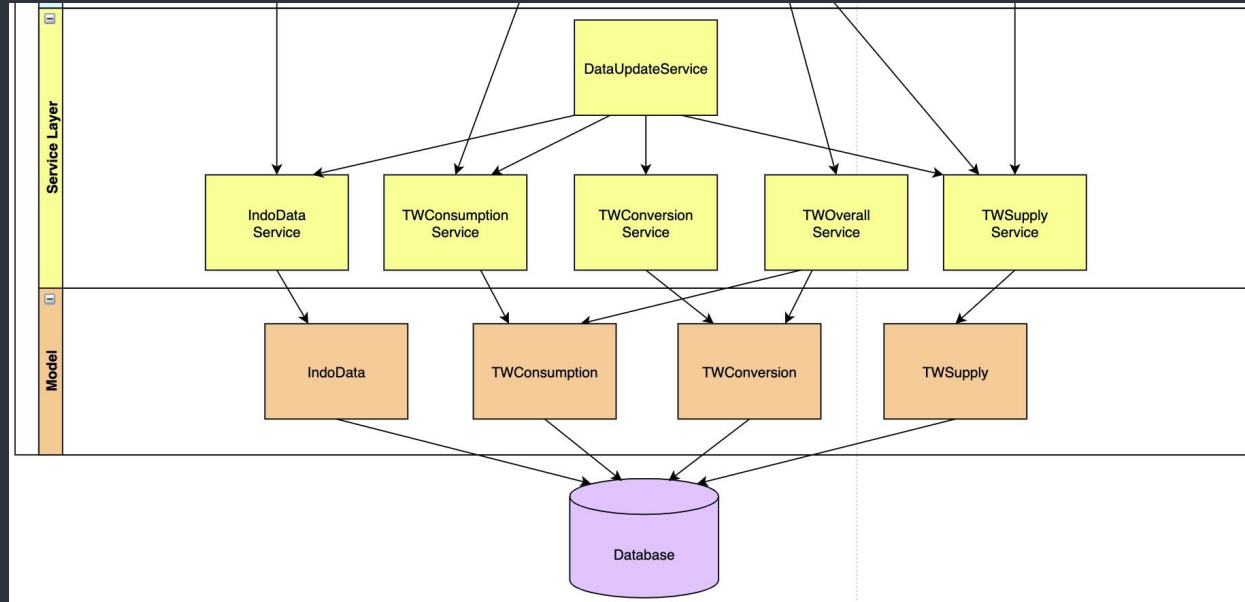 Service Layer
DataUpdateService
IndoData
Service
TWConsumption
Service
TWConversion
Service
TWOverall
Service
TWSupply
Service
Model
IndoData
TWConsumption
TWConversion
TWSupply
Database